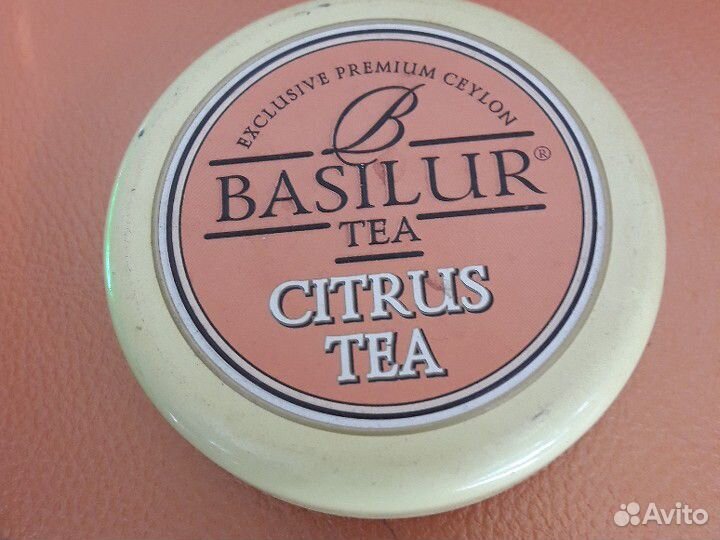 EXCLUSIVE PREMIUM CEYLON
B
BASILUR®
TEA
CITRUS
TEA
Avito